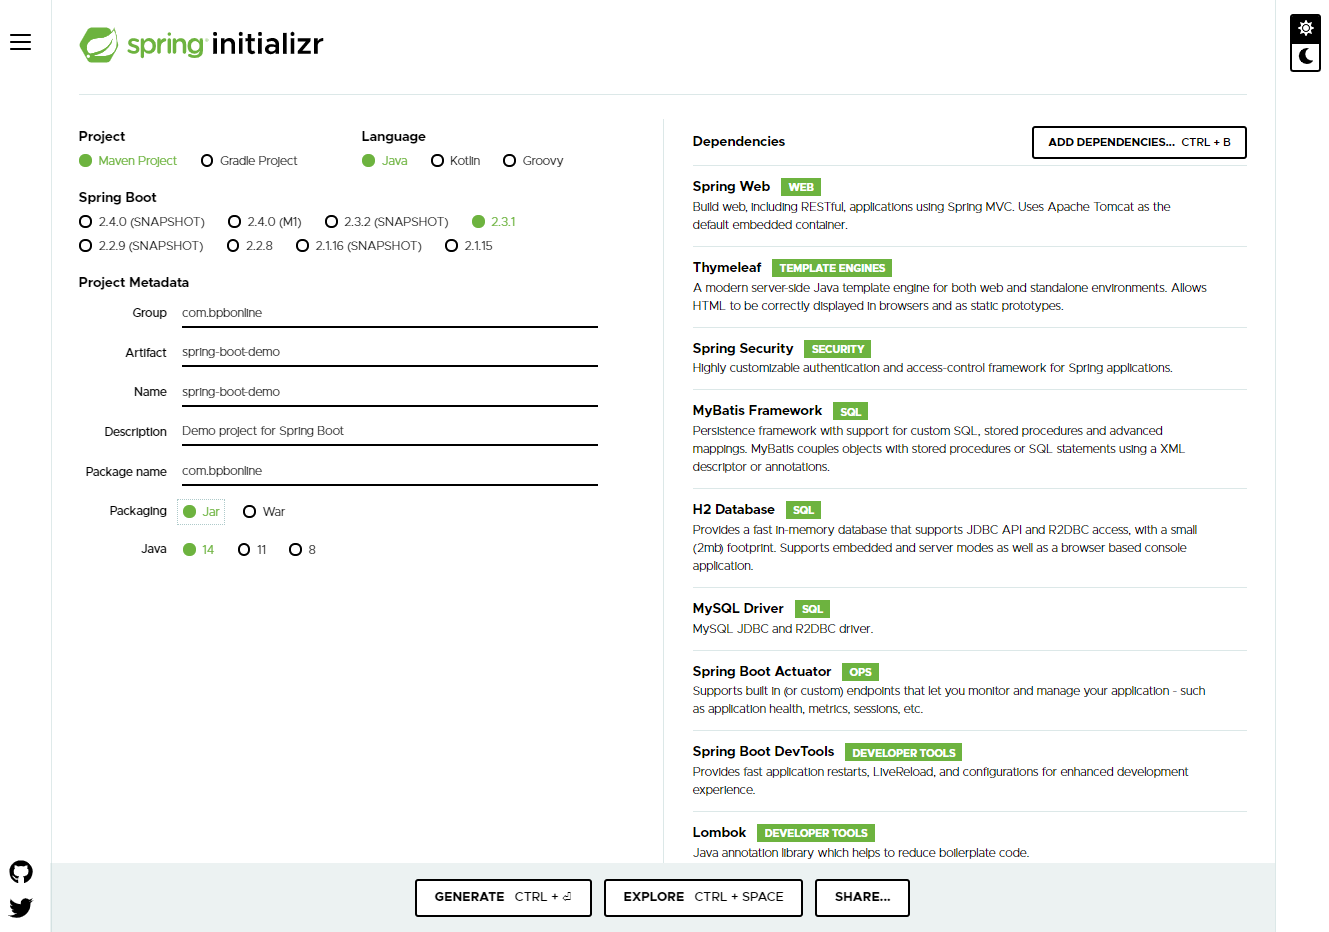 spring initializr
Project
Maven Project Gradle Project
Language
Java Kotlin Groovy
Spring Boot
2.4.0 (SNAPSHOT) 2.4.0 (M1) 2.3.2 (SNAPSHOT) 2.3.1
2.2.9 (SNAPSHOT) 2.2.8 2.1.16 (SNAPSHOT) 2.1.15
Project Metadata
Group com.bpbonline
Artifact spring-boot-demo
Name spring-boot-demo
Description Demo project for Spring Boot
Package name com.bpbonline
Packaging Jar War
Java 14 11 8
Dependencies ADD DEPENDENCIES... CTRL + B
Spring Web WEB
Build web, including RESTful, applications using Spring MVC. Uses Apache Tomcat as the
default embedded container.
Thymeleaf TEMPLATE ENGINES
A modern server-side Java template engine for both web and standalone environments. Allows
HTML to be correctly displayed in browsers and as static prototypes.
Spring Security SECURITY
Highly customizable authentication and access-control framework for Spring applications.
MyBatis Framework SQL
Persistence framework with support for custom SQL, stored procedures and advanced
mappings. MyBatis couples objects with stored procedures or SQL statements using a XML
descriptor or annotations.
H2 Database SQL
Provides a fast in-memory database that supports JDBC API and R2DBC access, with a small
(2mb) footprint. Supports embedded and server modes as well as a browser based console
application.
MySQL Driver SQL
MySQL JDBC and R2DBC driver.
Spring Boot Actuator OPS
Supports built in (or custom) endpoints that let you monitor and manage your application - such
as application health, metrics, sessions, etc.
Spring Boot DevTools DEVELOPER TOOLS
Provides fast application restarts, LiveReload, and configurations for enhanced development
experience.
Lombok DEVELOPER TOOLS
Java annotation library which helps to reduce boilerplate code.
GENERATE CTRL + ⏎ EXPLORE CTRL + SPACE SHARE...